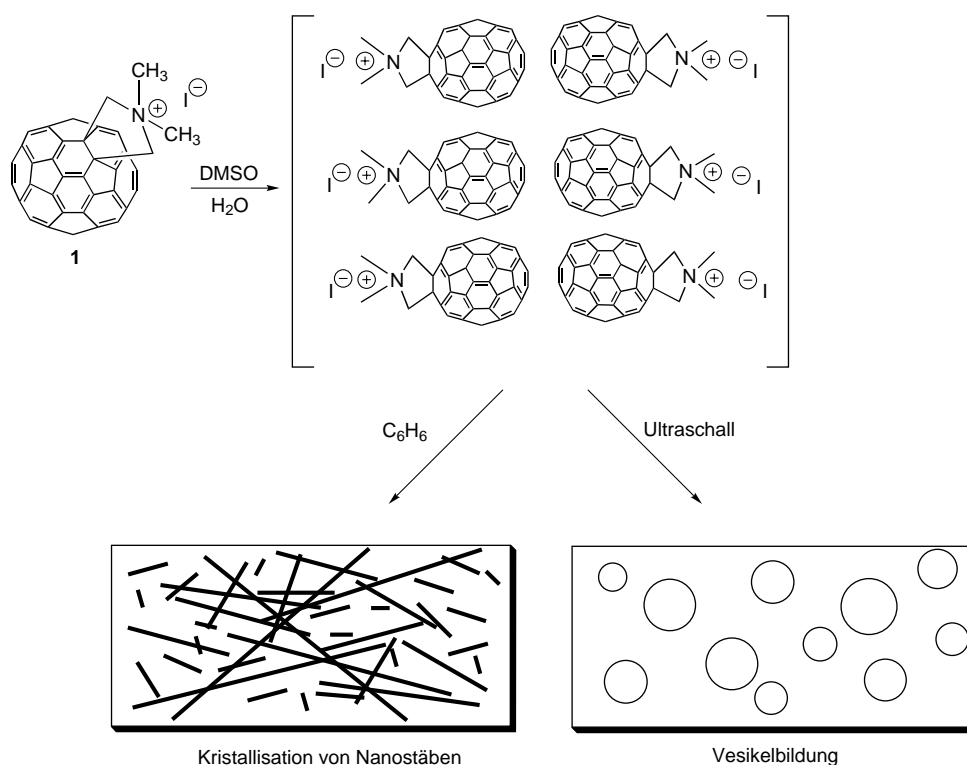 I⊖ ⊕ N N ⊕ ⊖ I
CH₃
I⊖
N ⊕
CH₃
DMSO
H₂O
1
I⊖ ⊕ N N ⊕ ⊖ I
I⊖ ⊕ N N ⊕ ⊖ I
C₆H₆
Ultraschall
Kristallisation von Nanostäben
Vesikelbildung